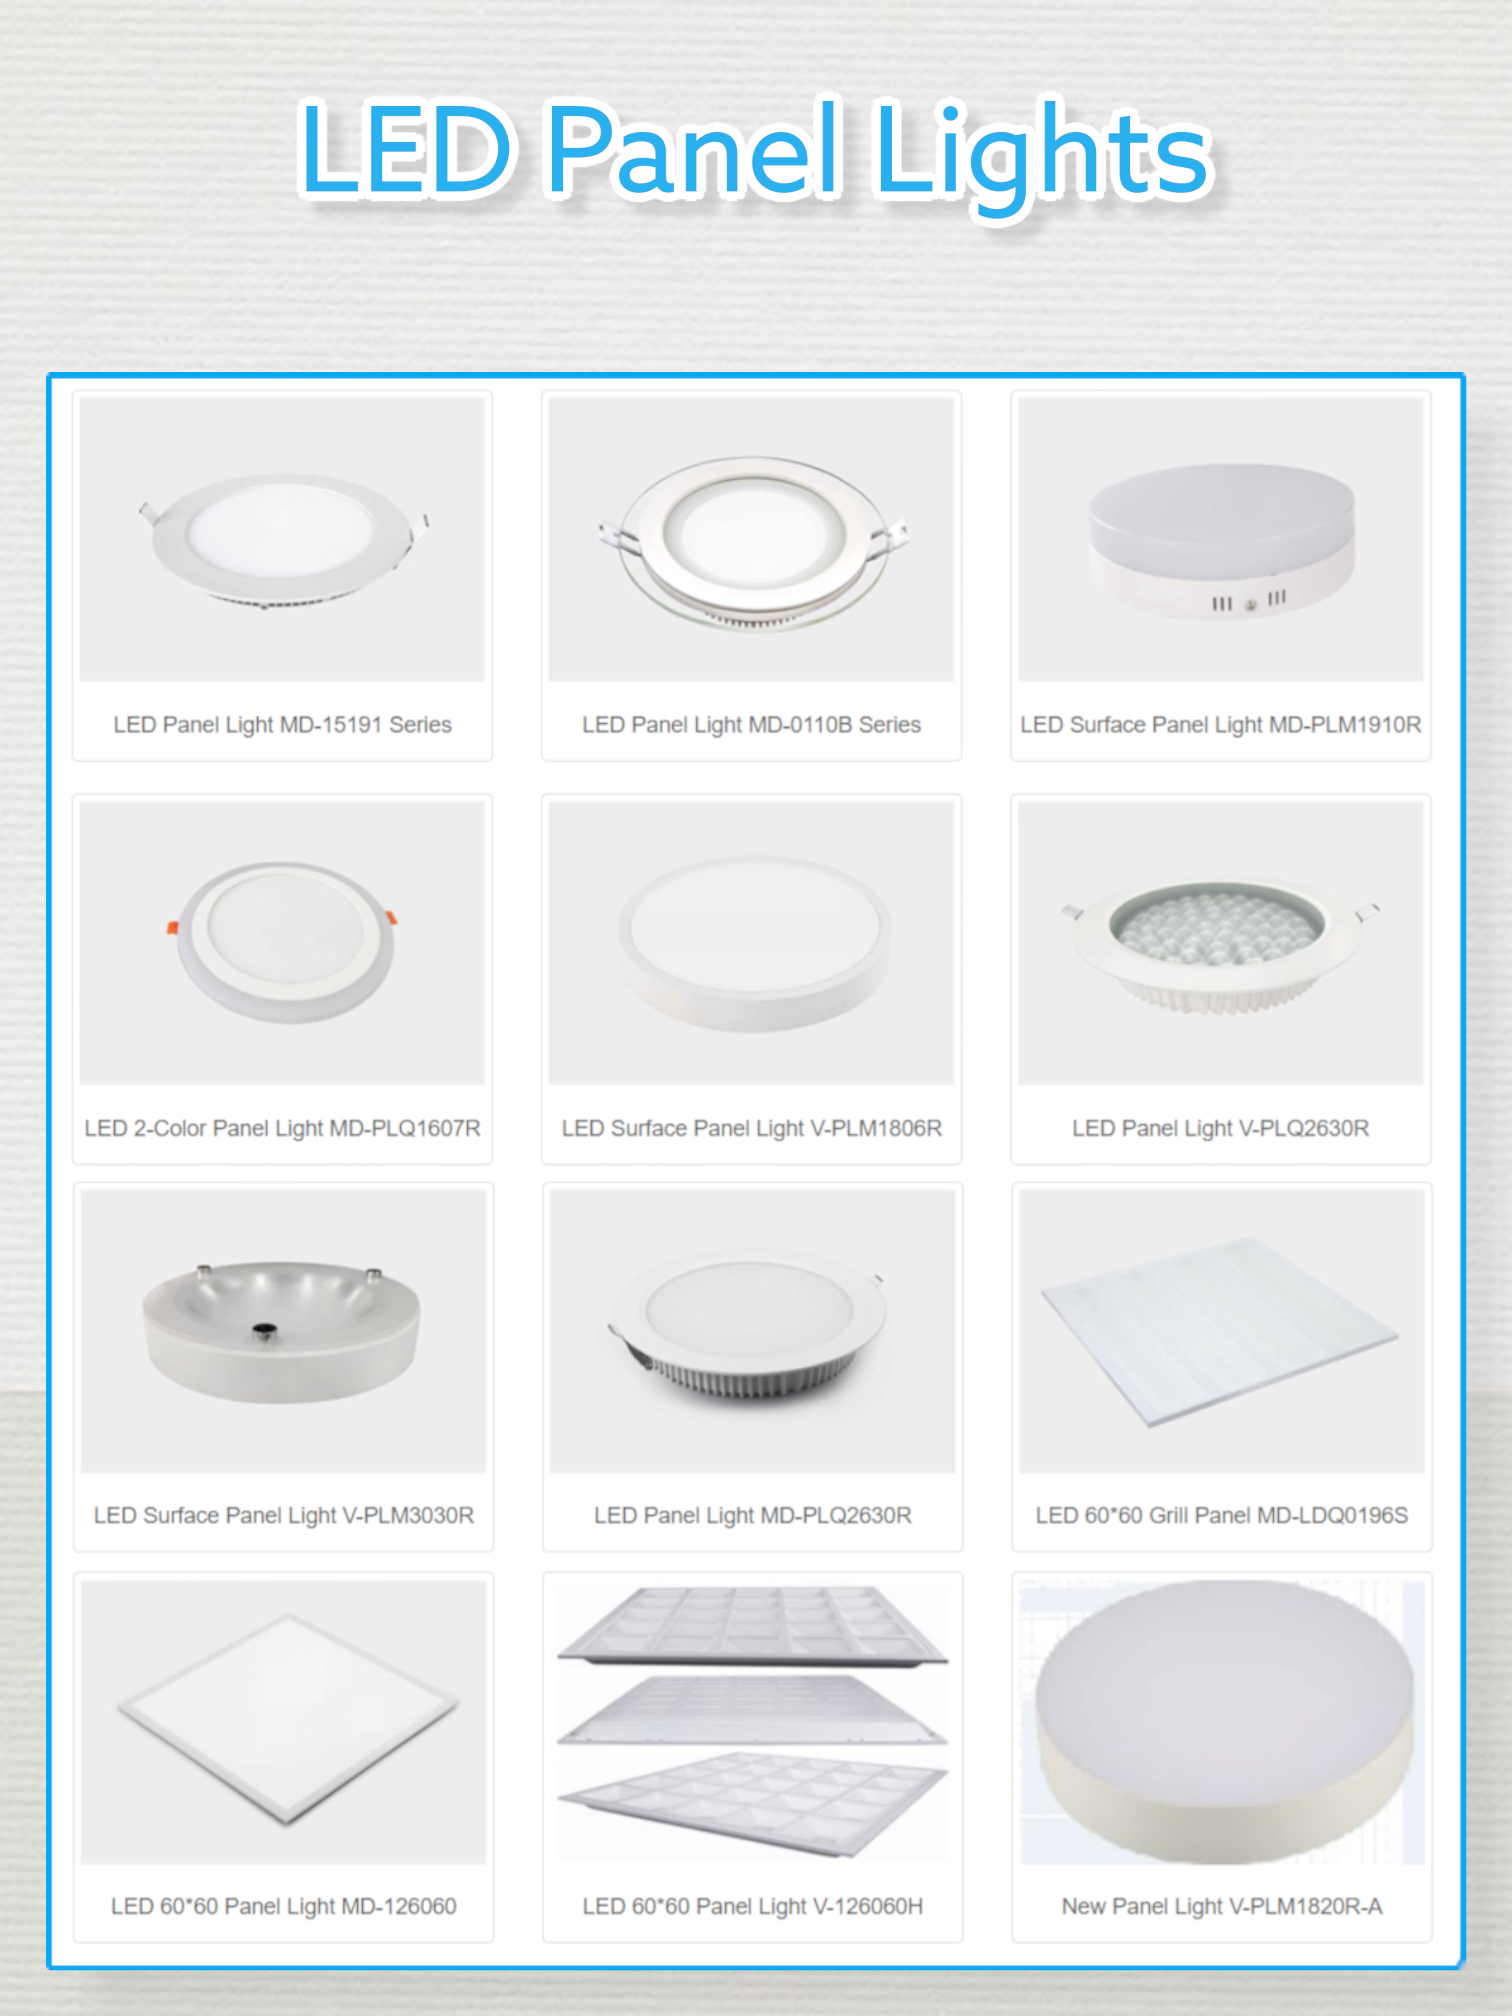 LED Panel Lights
LED Panel Light MD-15191 Series
LED Panel Light MD-0110B Series
LED Surface Panel Light MD-PLM1910R
LED 2-Color Panel Light MD-PLQ1607R
LED Surface Panel Light V-PLM1806R
LED Panel Light V-PLQ2630R
LED Surface Panel Light V-PLM3030R
LED Panel Light MD-PLQ2630R
LED 60*60 Grill Panel MD-LDQ0196S
LED 60*60 Panel Light MD-126060
LED 60*60 Panel Light V-126060H
New Panel Light V-PLM1820R-A